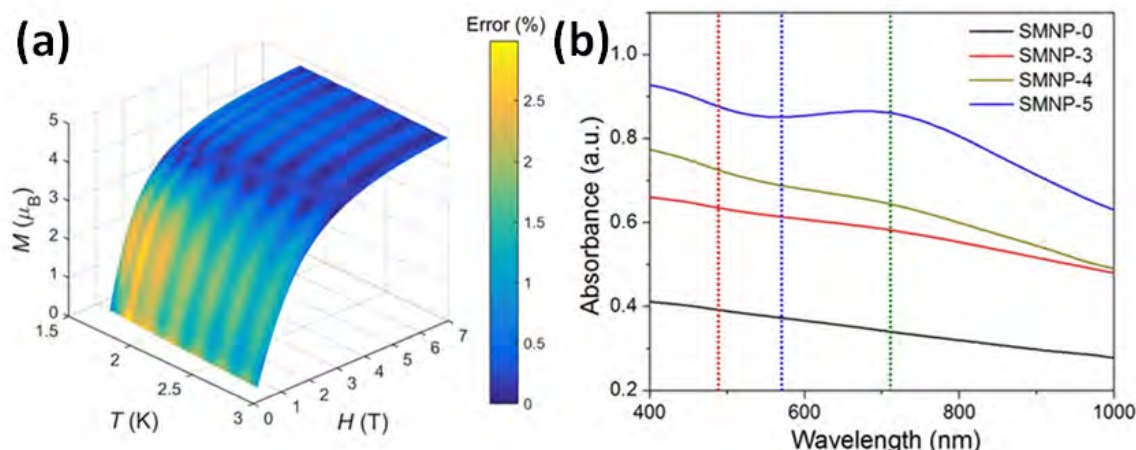 (a)
Error (%)
2.5
2
1.5
1
0.5
0
M (μB)
5
4
3
2
1
0
1.5
2
2.5
3
T (K)
0
1
2
3
4
5
6
7
H (T)
(b)
SMNP-0
SMNP-3
SMNP-4
SMNP-5
Absorbance (a.u.)
1.0
0.8
0.6
0.4
0.2
400
600
800
1000
Wavelength (nm)